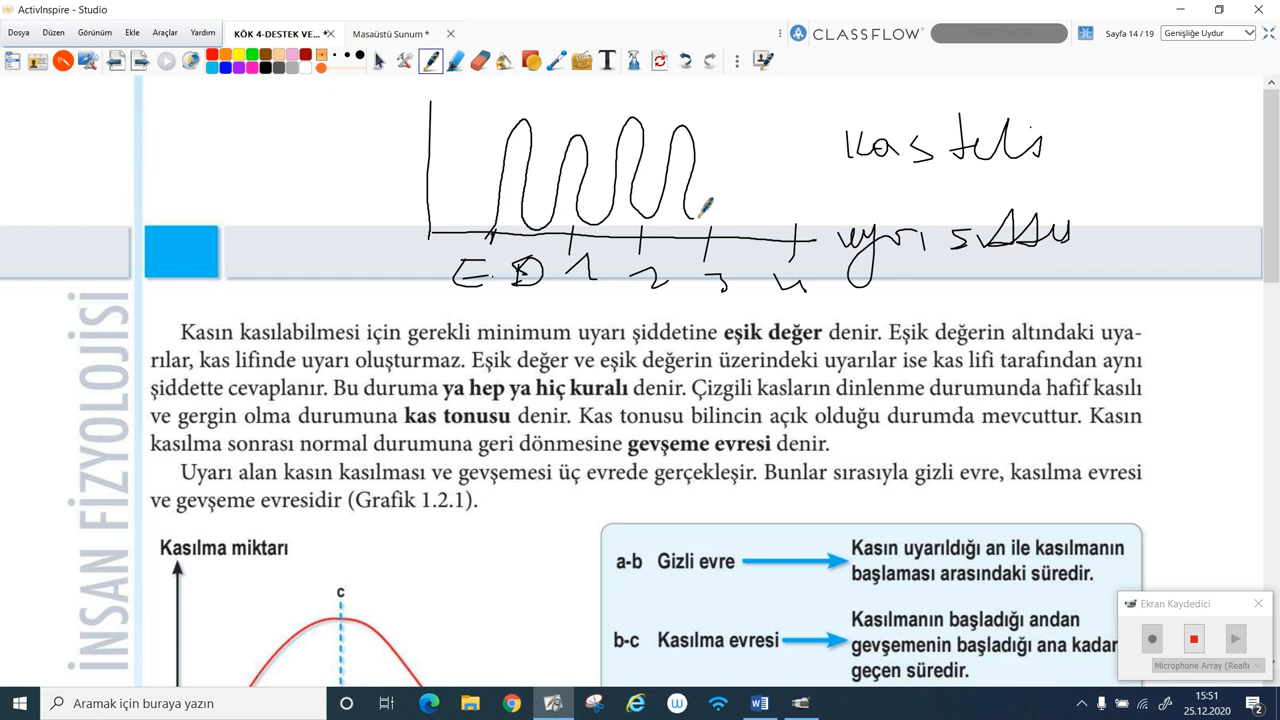 ActivInspire - Studio
Dosya Düzen Görünüm Ekle Araçlar Yardım
KÖK 4-DESTEK VE... * Masaüstü Sunum *
CLASSFLOW
Sayfa 14 / 19 Genişliğe Uydur
T
kas teli
uyarı şiddeti
E. D 1 2 3 4
İNSAN FİZYOLOJİSİ
Kasın kasılabilmesi için gerekli minimum uyarı şiddetine eşik değer denir. Eşik değerin altındaki uya-
rılar, kas lifinde uyarı oluşturmaz. Eşik değer ve eşik değerin üzerindeki uyarılar ise kas lifi tarafından aynı
şiddette cevaplanır. Bu duruma ya hep ya hiç kuralı denir. Çizgili kasların dinlenme durumunda hafif kasılı
ve gergin olma durumuna kas tonusu denir. Kas tonusu bilincin açık olduğu durumda mevcuttur. Kasın
kasılma sonrası normal durumuna geri dönmesine gevşeme evresi denir.
Uyarı alan kasın kasılması ve gevşemesi üç evrede gerçekleşir. Bunlar sırasıyla gizli evre, kasılma evresi
ve gevşeme evresidir (Grafik 1.2.1).
Kasılma miktarı
c
a-b Gizli evre
Kasın uyarıldığı an ile kasılmanın
başlaması arasındaki süredir.
b-c Kasılma evresi
Kasılmanın başladığı andan
gevşemenin başladığı ana kadar
geçen süredir.
Ekran Kaydedici
Microphone Array (Realt
Aramak için buraya yazın
15:51
25.12.2020
2